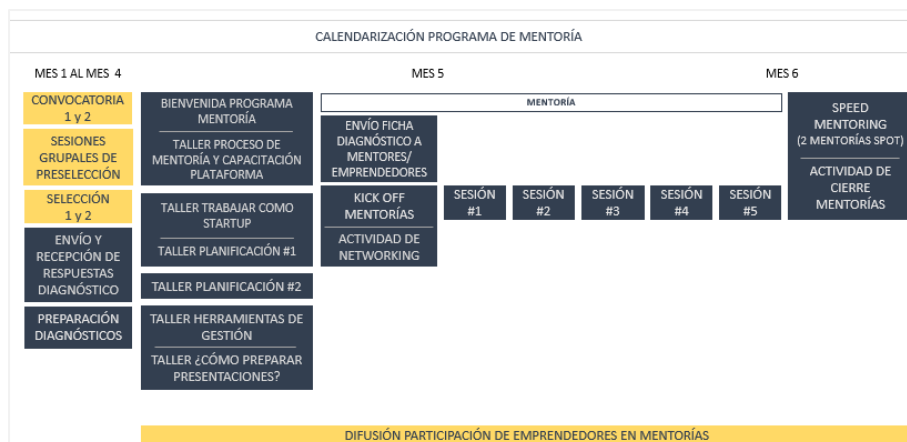 CALENDARIZACIÓN PROGRAMA DE MENTORÍA
MES 1 AL MES 4
MES 5
MES 6
CONVOCATORIA
1 y 2
SESIONES
GRUPALES DE
PRESELECCIÓN
SELECCIÓN
1 y 2
ENVÍO Y
RECEPCIÓN DE
RESPUESTAS
DIAGNÓSTICO
PREPARACIÓN
DIAGNÓSTICOS
BIENVENIDA PROGRAMA
MENTORÍA
TALLER PROCESO DE
MENTORÍA Y CAPACITACIÓN
PLATAFORMA
TALLER TRABAJAR COMO
STARTUP
TALLER PLANIFICACIÓN #1
TALLER PLANIFICACIÓN #2
TALLER HERRAMIENTAS DE
GESTIÓN
TALLER ¿CÓMO PREPARAR
PRESENTACIONES?
MENTORÍA
ENVÍO FICHA
DIAGNÓSTICO A
MENTORES/
EMPRENDEDORES
KICK OFF
MENTORÍAS
ACTIVIDAD DE
NETWORKING
SESIÓN
#1
SESIÓN
#2
SESIÓN
#3
SESIÓN
#4
SESIÓN
#5
SPEED
MENTORING
(2 MENTORÍAS SPOT)
ACTIVIDAD DE
CIERRE
MENTORÍAS
DIFUSIÓN PARTICIPACIÓN DE EMPRENDEDORES EN MENTORÍAS